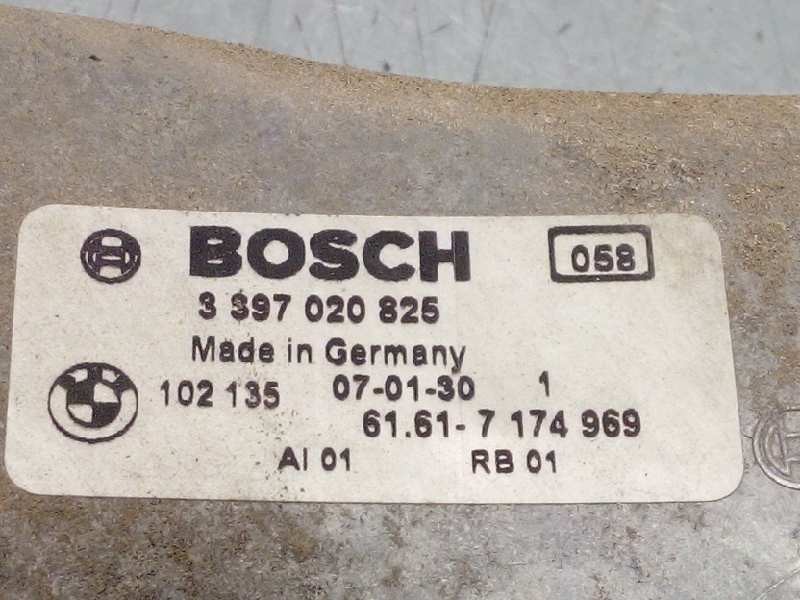 BOSCH 058
3 397 020 825
Made in Germany
102 135 07-01-30 1
61.61- 7 174 969
AI 01 RB 01